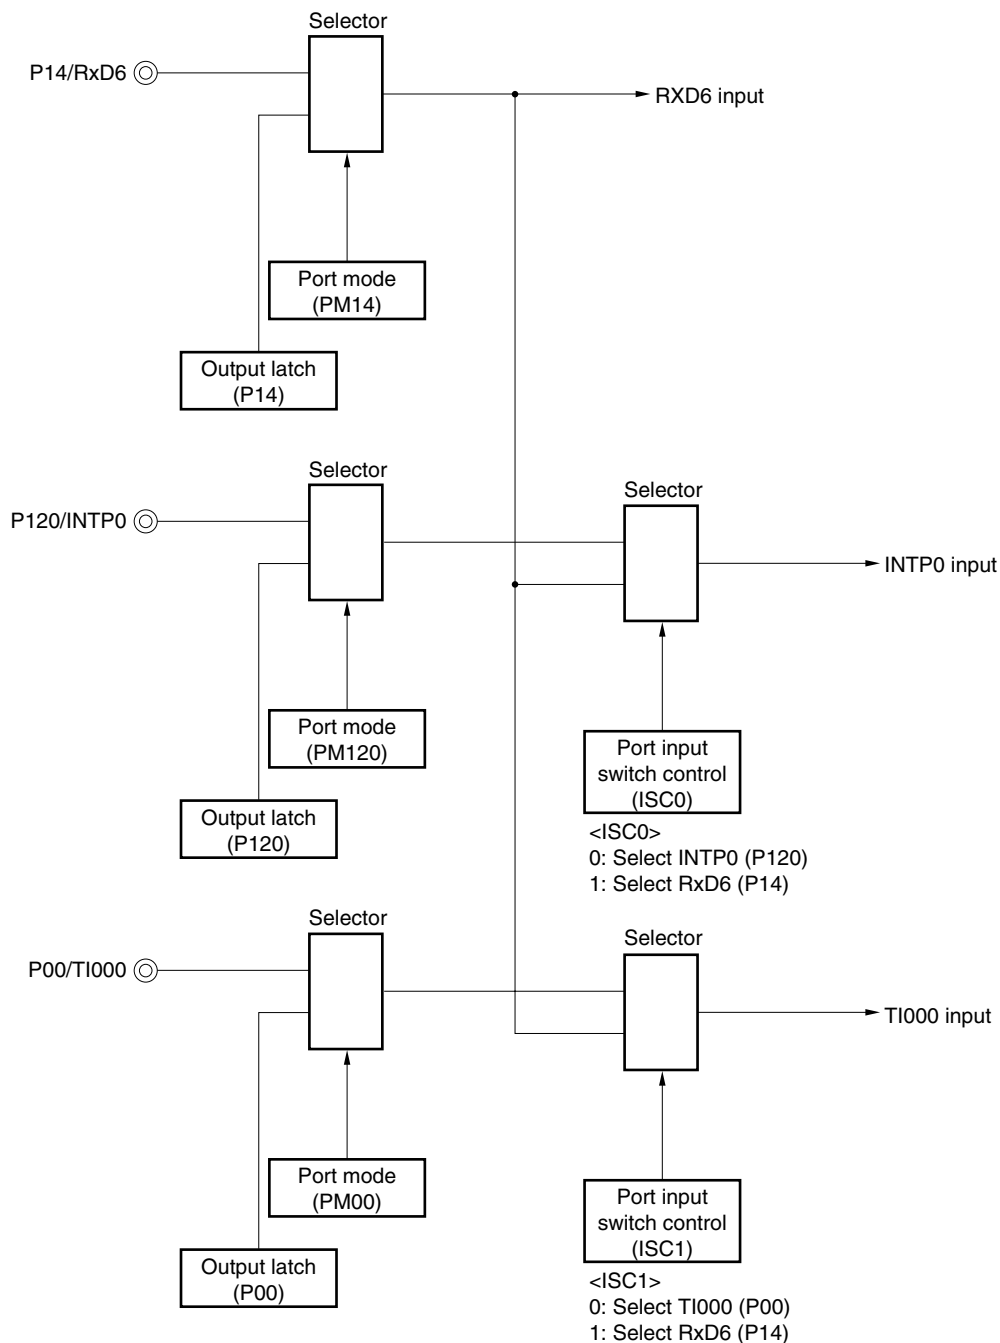 Selector
P14/RxD6
RXD6 input
Port mode
(PM14)
Output latch
(P14)
Selector
P120/INTP0
Selector
INTP0 input
Port mode
(PM120)
Port input
switch control
(ISC0)
Output latch
(P120)
<ISC0>
0: Select INTP0 (P120)
1: Select RxD6 (P14)
Selector
P00/TI000
Selector
TI000 input
Port mode
(PM00)
Port input
switch control
(ISC1)
Output latch
(P00)
<ISC1>
0: Select TI000 (P00)
1: Select RxD6 (P14)